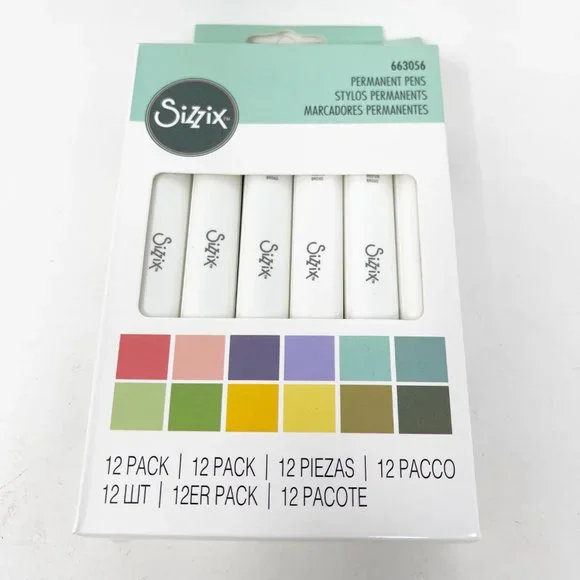 663056
PERMANENT PENS
STYLOS PERMANENTS
MARCADORES PERMANENTES
Sizzix™
Sizzix
Sizzix
Sizzix
Sizzix
Sizzix
12 PACK | 12 PACK | 12 PIEZAS | 12 PACCO
12 ШТ | 12ER PACK | 12 PACOTE